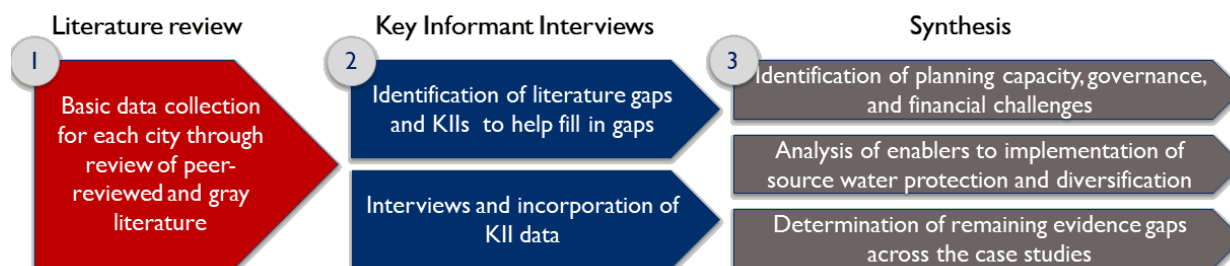 Literature review
1
Basic data collection
for each city through
review of peer-
reviewed and gray
literature
Key Informant Interviews
2
Identification of literature gaps
and KIIs to help fill in gaps
Interviews and incorporation of
KII data
Synthesis
3
Identification of planning capacity, governance,
and financial challenges
Analysis of enablers to implementation of
source water protection and diversification
Determination of remaining evidence gaps
across the case studies